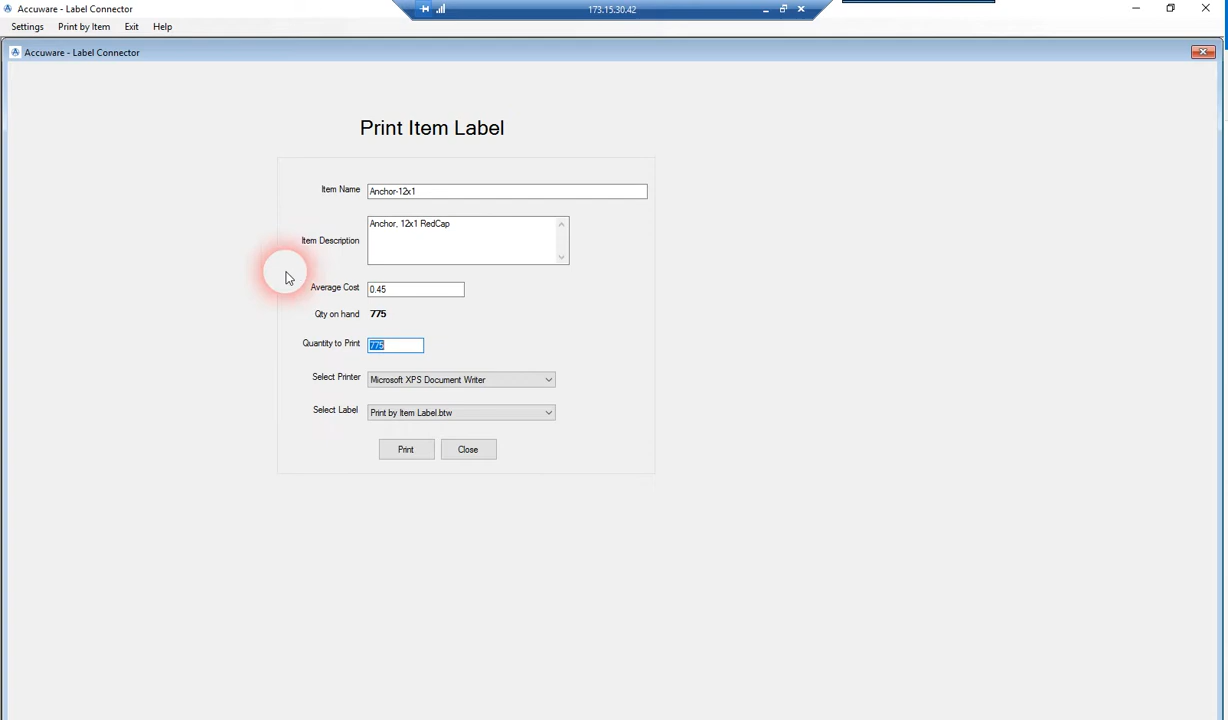 Accuware - Label Connector
173.15.30.42
Settings Print by Item Exit Help
Accuware - Label Connector
Print Item Label
Item Name Anchor-12x1
Item Description Anchor, 12x1 RedCap
Average Cost 0.45
Qty on hand 775
Quantity to Print 775
Select Printer Microsoft XPS Document Writer
Select Label Print by Item Label.btw
Print Close